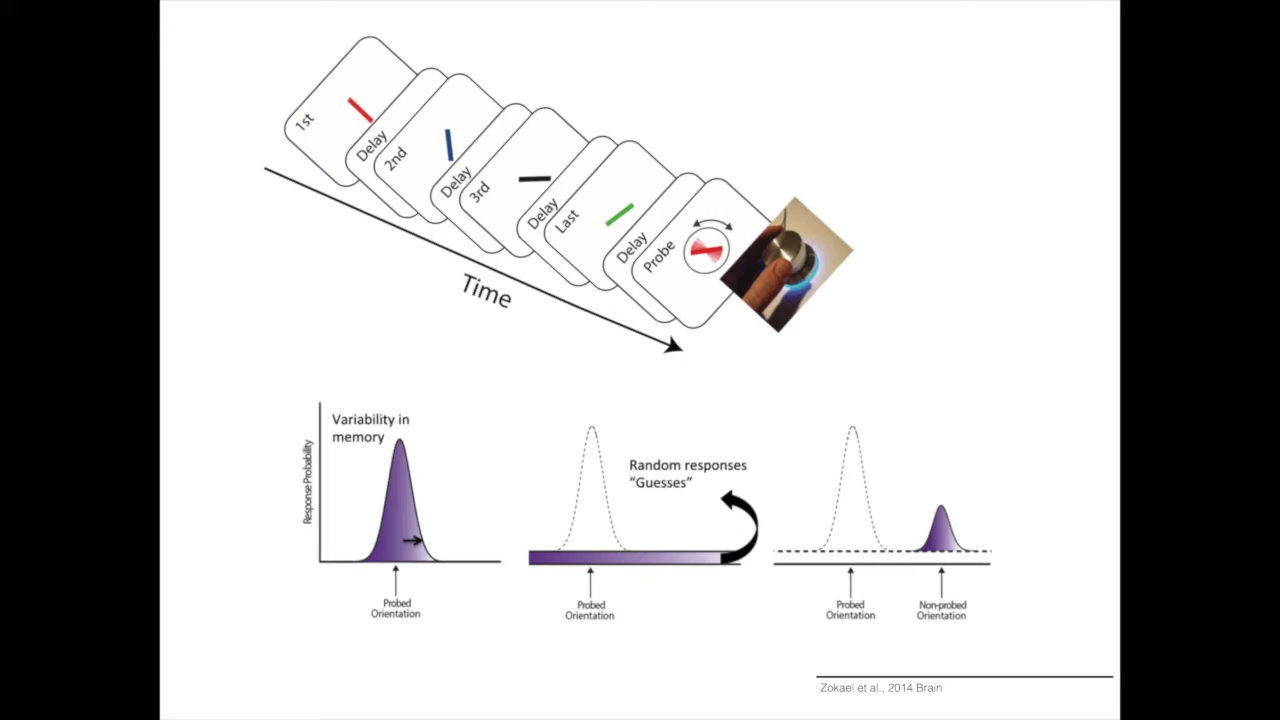 1st
Delay
2nd
Delay
3rd
Delay
Last
Delay
Probe
Time
Variability in
memory
Response Probability
Probed
Orientation
Random responses
“Guesses”
Probed
Orientation
Probed
Orientation
Non-probed
Orientation
Zokaei et al., 2014 Brain